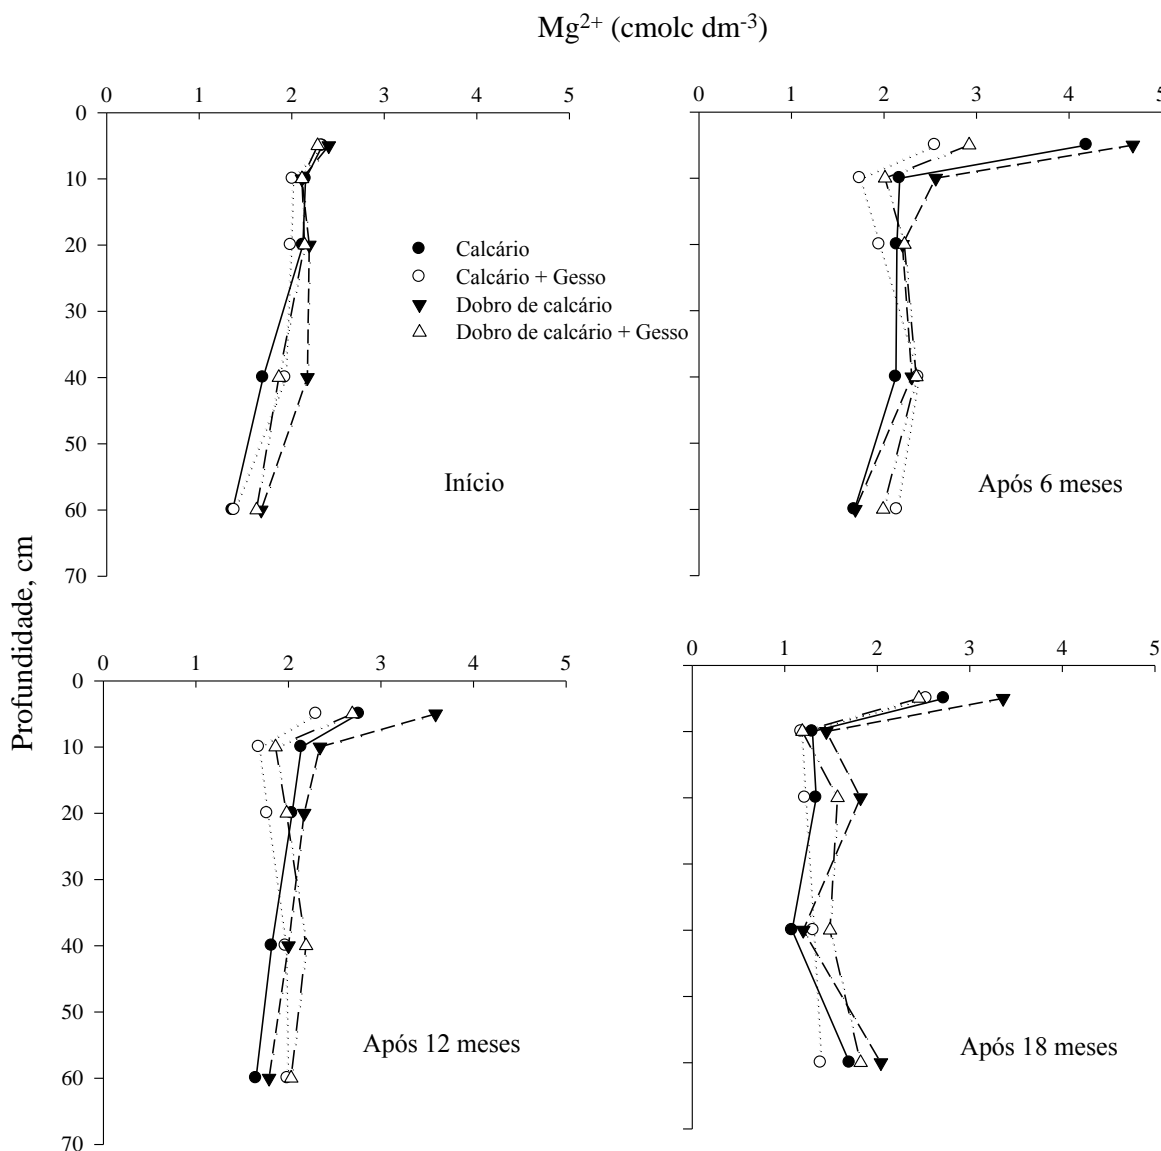 Mg2+ (cmolc dm-3)
0 1 2 3 4 5
0
10
20
30
40
50
60
70
Calcário
Calcário + Gesso
Dobro de calcário
Dobro de calcário + Gesso
Início
0 1 2 3 4 5
Após 6 meses
Profundidade, cm
0 1 2 3 4 5
0
10
20
30
40
50
60
70
Após 12 meses
0 1 2 3 4 5
Após 18 meses